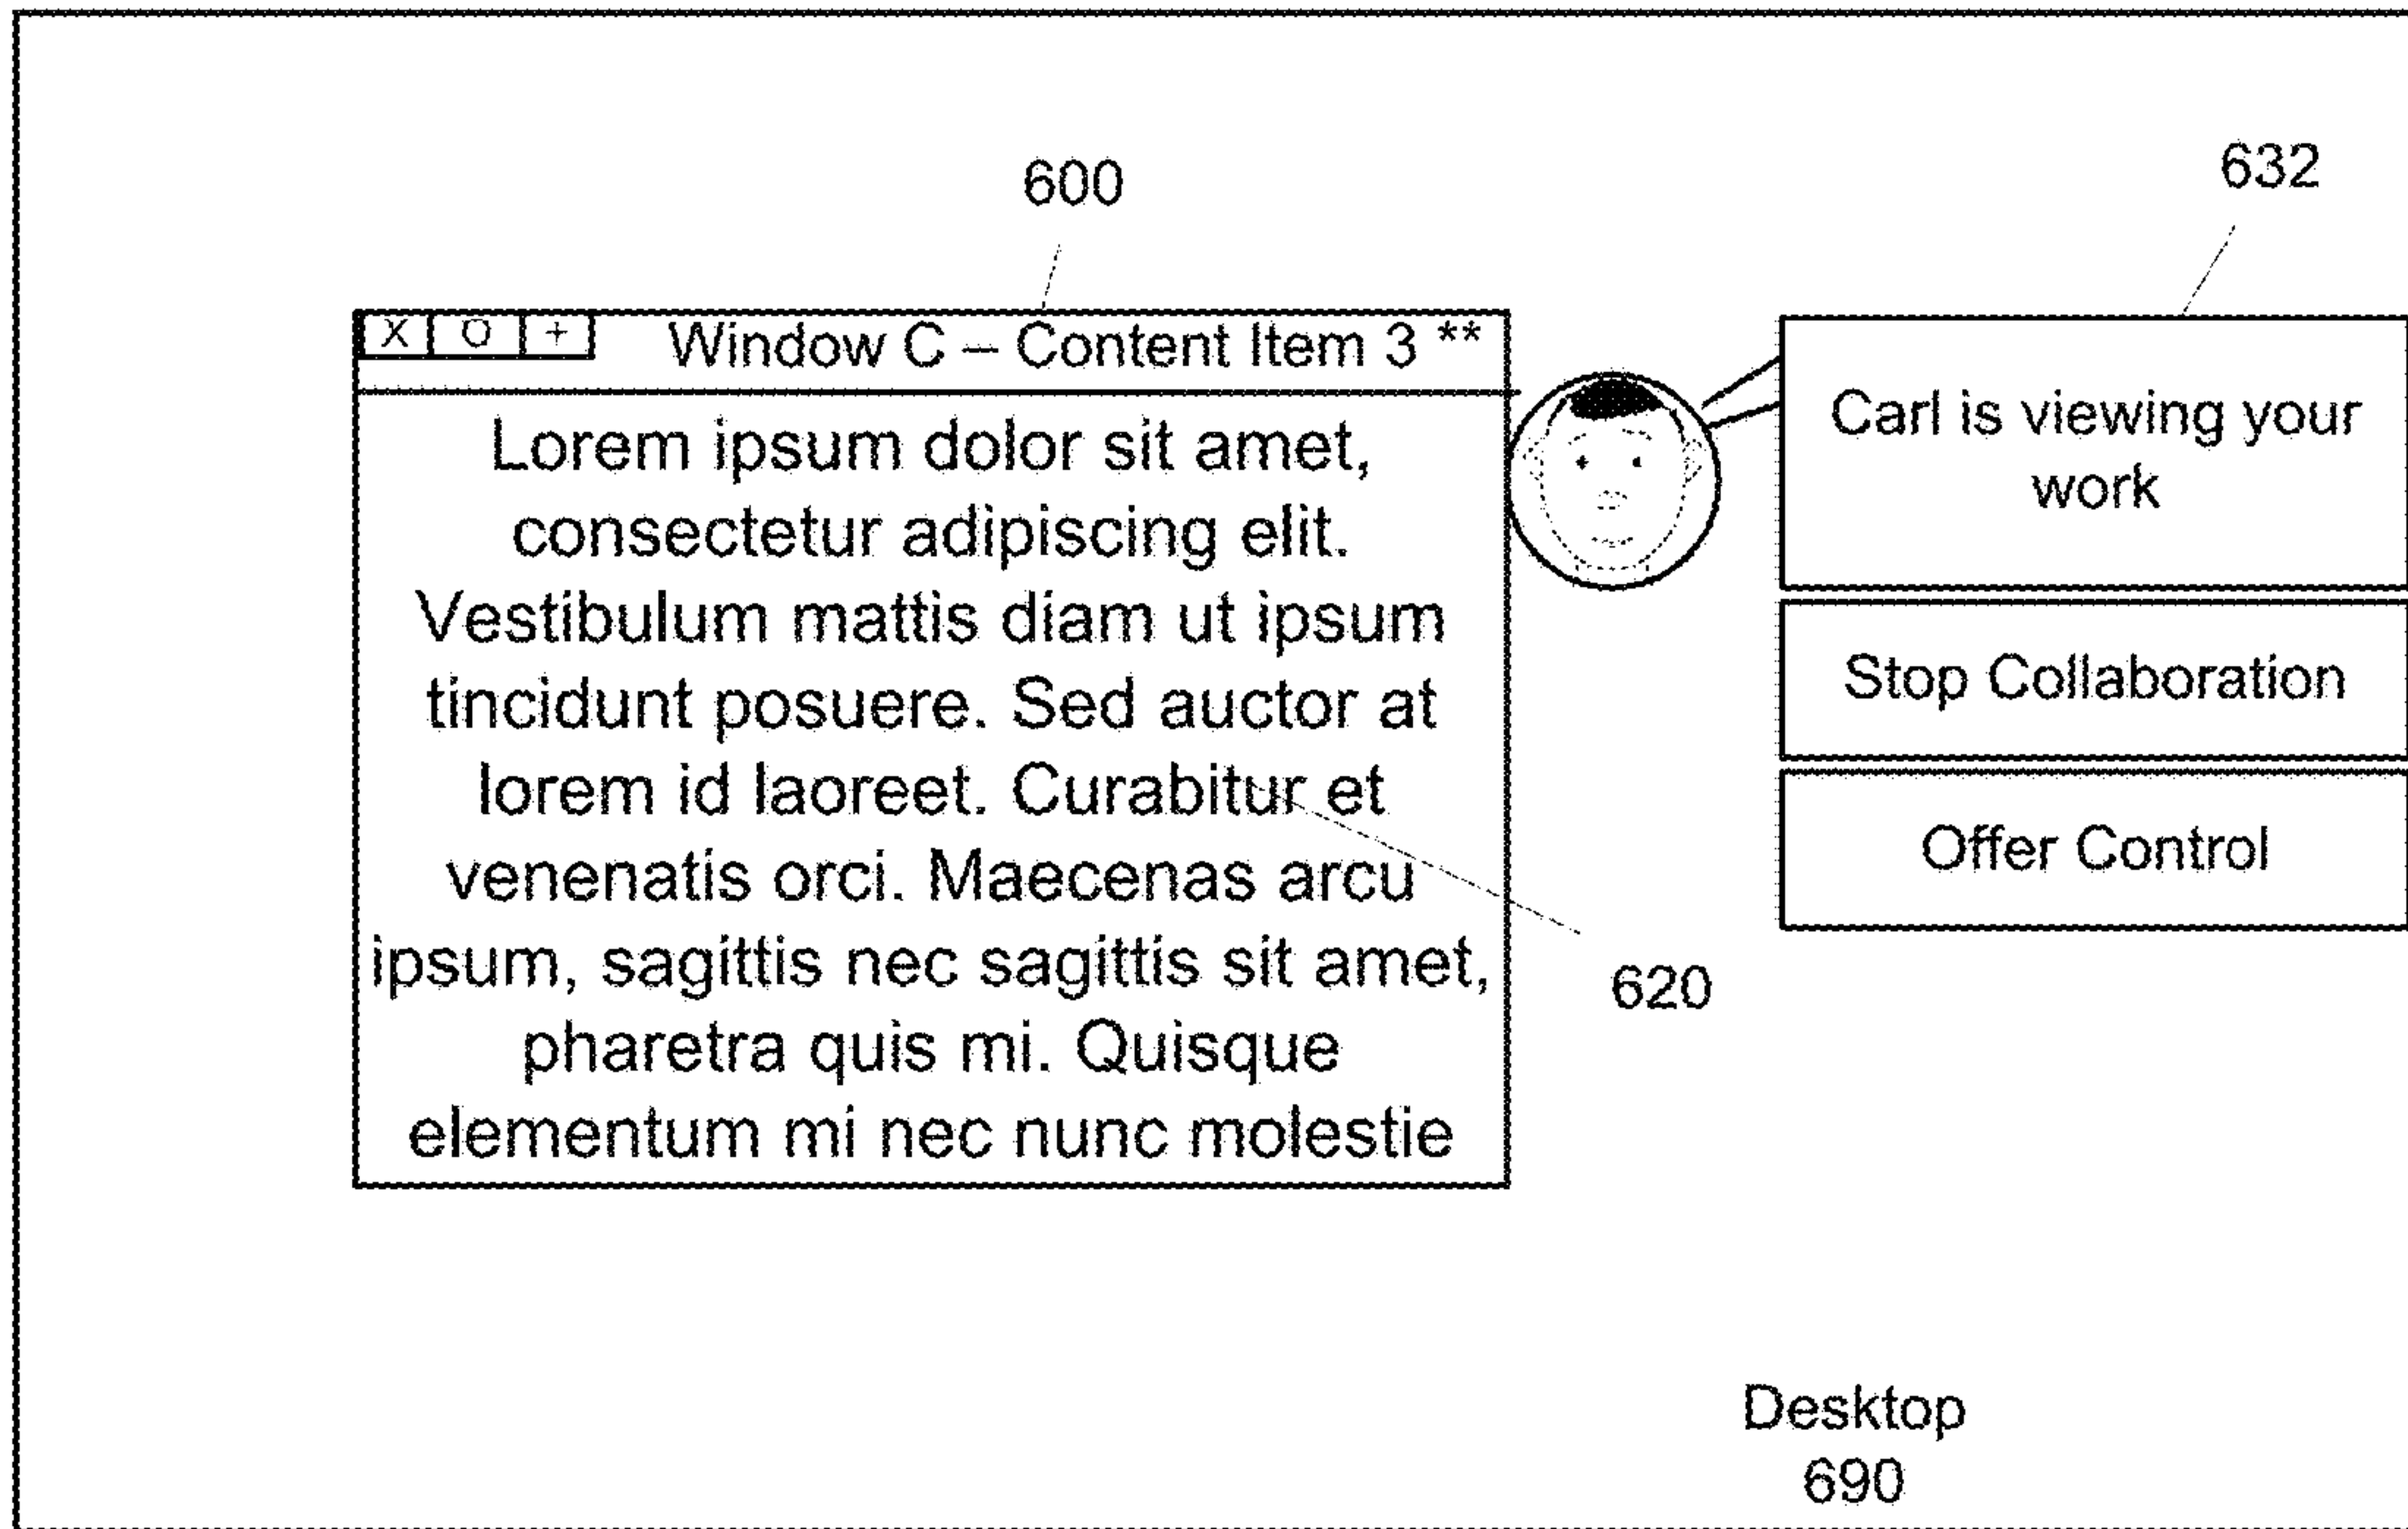 600
632
X O +
Window C – Content Item 3 **
Lorem ipsum dolor sit amet,
consectetur adipiscing elit.
Vestibulum mattis diam ut ipsum
tincidunt posuere. Sed auctor at
lorem id laoreet. Curabitur et
venenatis orci. Maecenas arcu
ipsum, sagittis nec sagittis sit amet,
pharetra quis mi. Quisque
elementum mi nec nunc molestie
Carl is viewing your
work
Stop Collaboration
Offer Control
620
Desktop
690